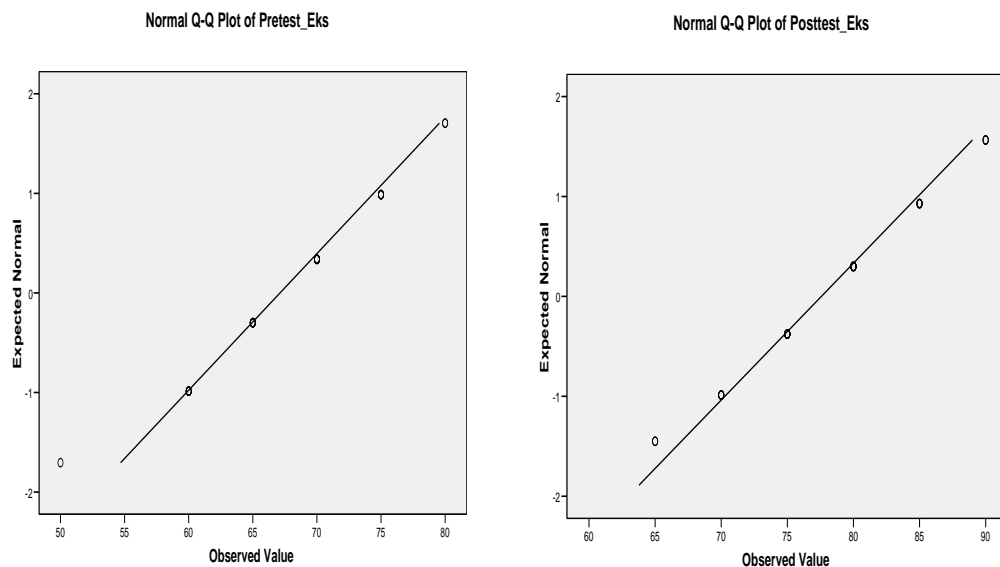 Normal Q-Q Plot of Pretest_Eks
2
1
0
-1
-2
Expected Normal
50 55 60 65 70 75 80
Observed Value
Normal Q-Q Plot of Posttest_Eks
2
1
0
-1
-2
Expected Normal
60 65 70 75 80 85 90
Observed Value